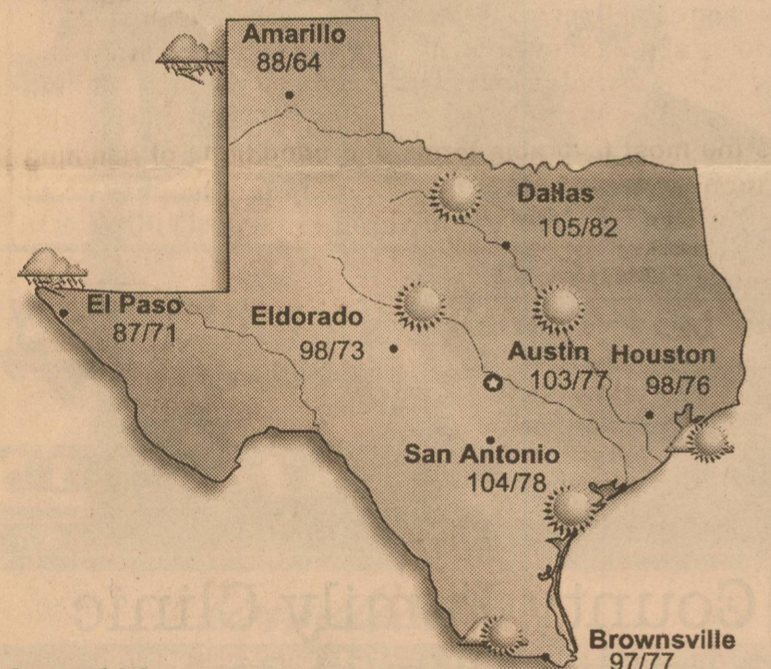 Amarillo
88/64
Dallas
105/82
El Paso
87/71
Eldorado
98/73
Austin
103/77
Houston
98/76
San Antonio
104/78
Brownsville
97/77